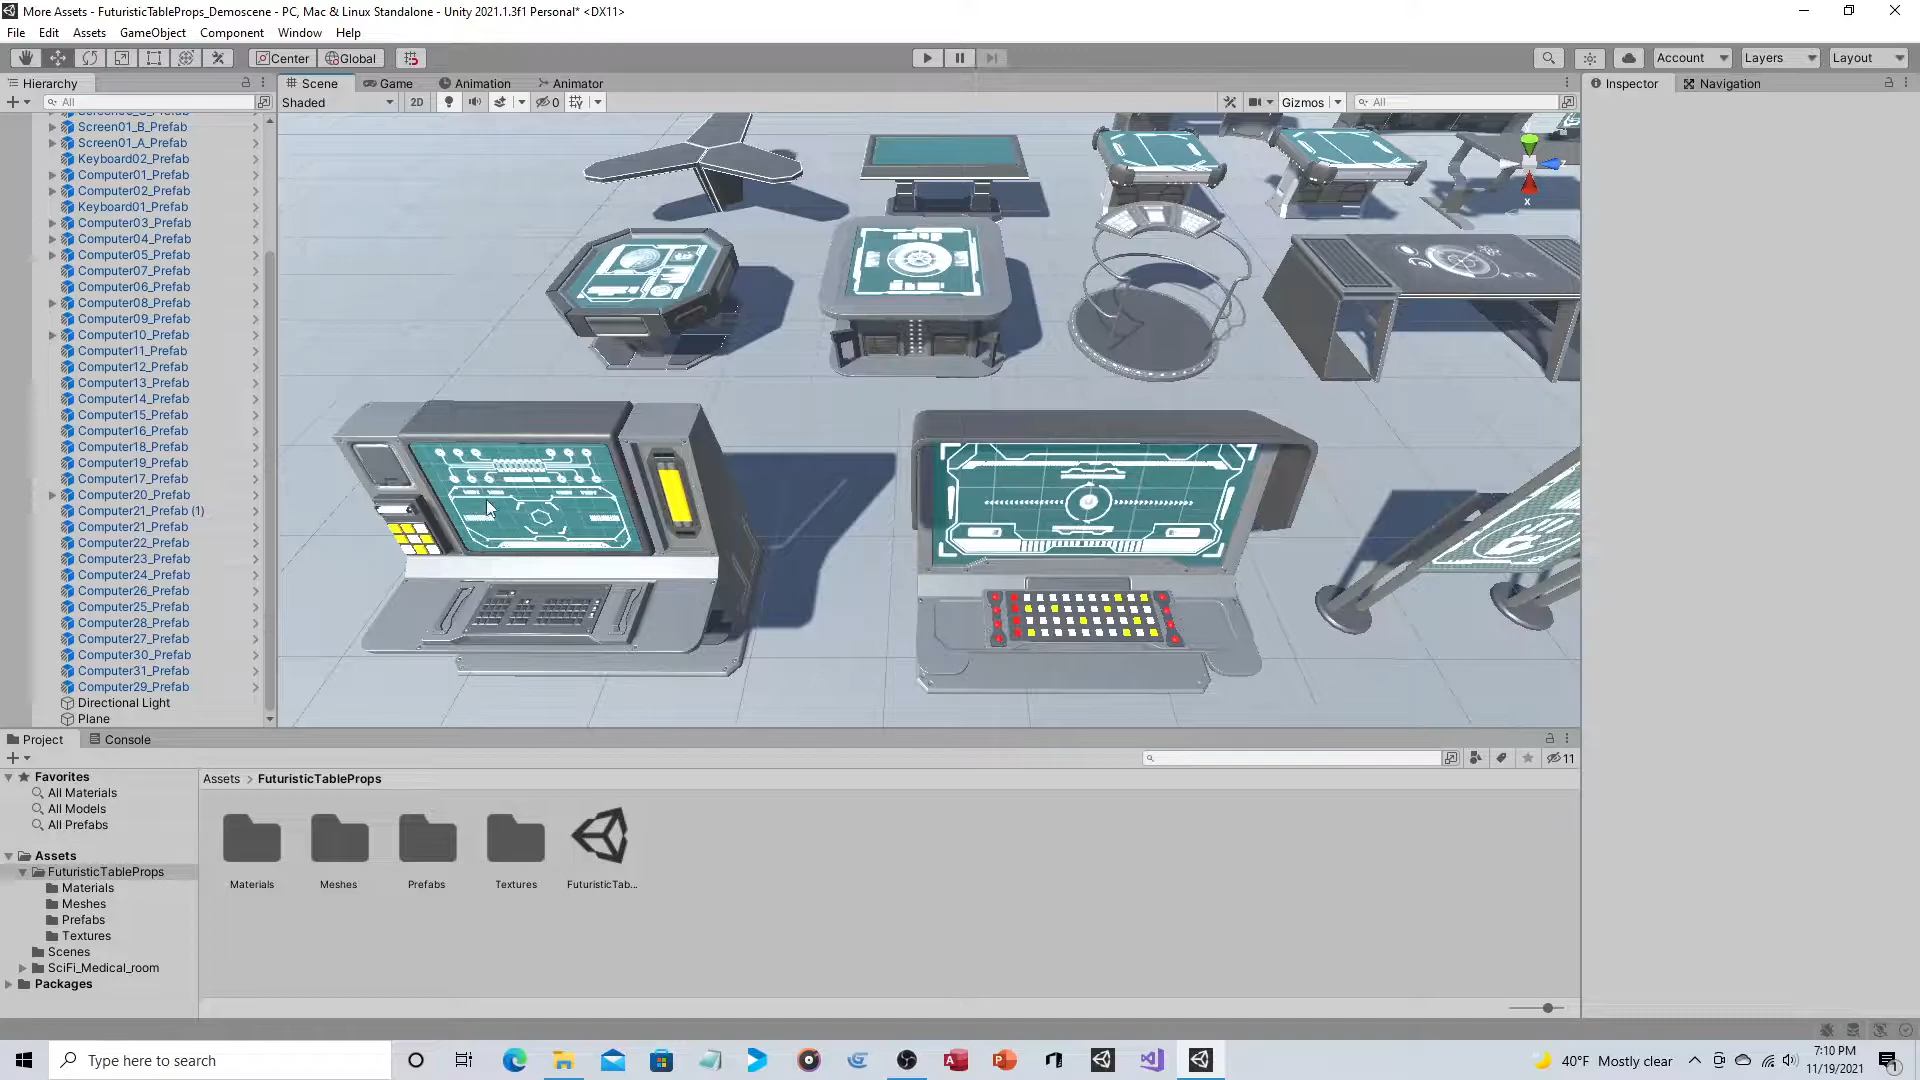 More Assets - FuturisticTableProps_Demoscene - PC, Mac & Linux Standalone - Unity 2021.1.3f1 Personal* <DX11>
File Edit Assets GameObject Component Window Help
Center Global Account Layers Layout
Hierarchy Scene Game Animation Animator Inspector Navigation
All Shaded 2D 0 Gizmos All
Screen01_B_Prefab
Screen01_A_Prefab
Keyboard02_Prefab
Computer01_Prefab
Computer02_Prefab
Keyboard01_Prefab
Computer03_Prefab
Computer04_Prefab
Computer05_Prefab
Computer07_Prefab
Computer06_Prefab
Computer08_Prefab
Computer09_Prefab
Computer10_Prefab
Computer11_Prefab
Computer12_Prefab
Computer13_Prefab
Computer14_Prefab
Computer15_Prefab
Computer16_Prefab
Computer18_Prefab
Computer19_Prefab
Computer17_Prefab
Computer20_Prefab
Computer21_Prefab (1)
Computer21_Prefab
Computer22_Prefab
Computer23_Prefab
Computer24_Prefab
Computer26_Prefab
Computer25_Prefab
Computer28_Prefab
Computer27_Prefab
Computer30_Prefab
Computer31_Prefab
Computer29_Prefab
Directional Light
Plane
z
x
Project Console
11
Favorites
All Materials
All Models
All Prefabs
Assets
FuturisticTableProps
Materials
Meshes
Prefabs
Textures
Scenes
SciFi_Medical_room
Packages
Assets > FuturisticTableProps
Materials Meshes Prefabs Textures FuturisticTab...
Type here to search
40°F Mostly clear
7:10 PM
11/19/2021
1